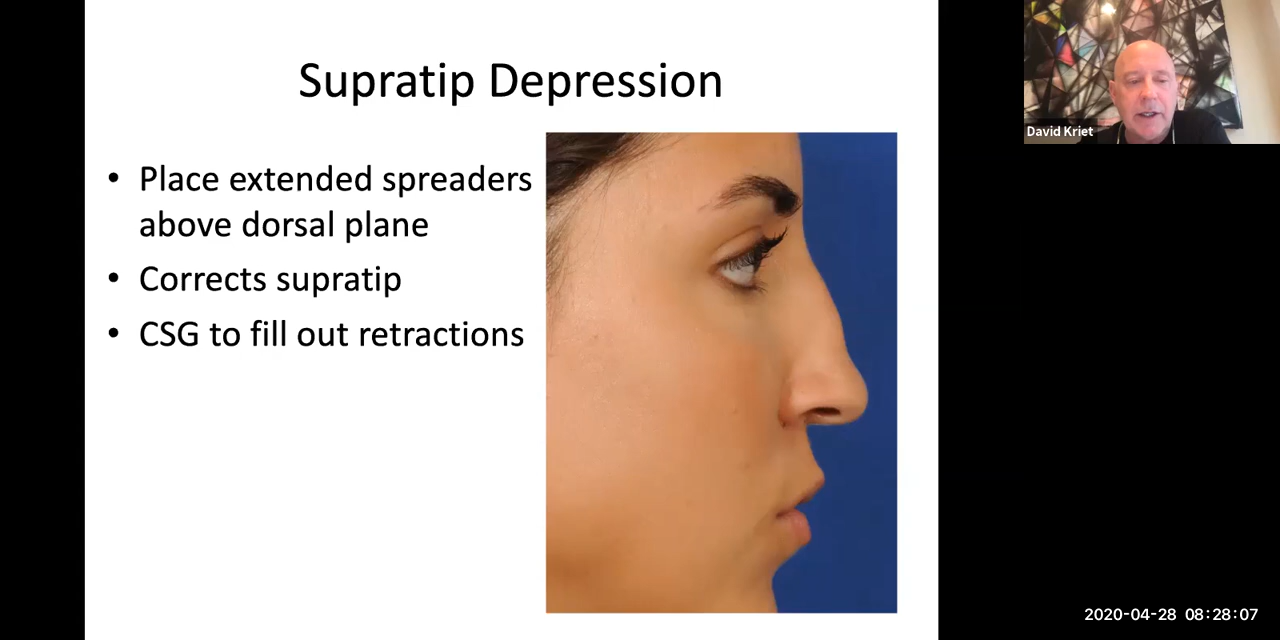 Supratip Depression
• Place extended spreaders
above dorsal plane
• Corrects supratip
• CSG to fill out retractions
David Kriet
2020-04-28 08:28:07